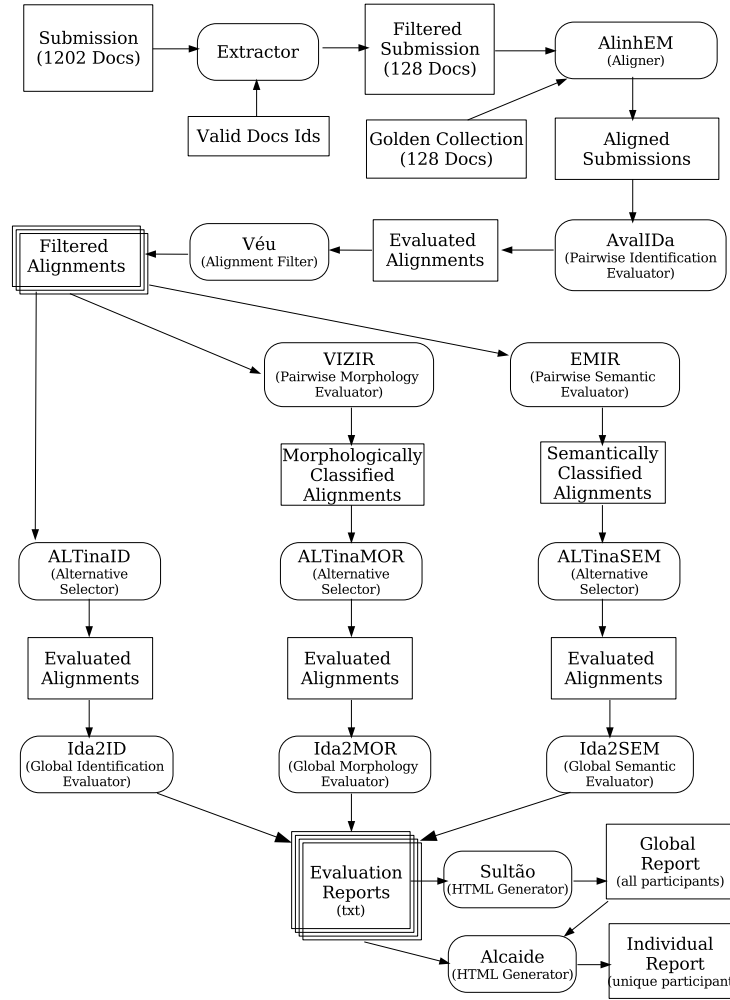 Submission
(1202 Docs)
Extractor
Filtered
Submission
(128 Docs)
AlinhEM
(Aligner)
Valid Docs Ids
Golden Collection
(128 Docs)
Aligned
Submissions
Filtered
Alignments
Véu
(Alignment Filter)
Evaluated
Alignments
AvalIDa
(Pairwise Identification
Evaluator)
VIZIR
(Pairwise Morphology
Evaluator)
EMIR
(Pairwise Semantic
Evaluator)
Morphologically
Classified
Alignments
Semantically
Classified
Alignments
ALTinaID
(Alternative
Selector)
ALTinaMOR
(Alternative
Selector)
ALTinaSEM
(Alternative
Selector)
Evaluated
Alignments
Evaluated
Alignments
Evaluated
Alignments
Ida2ID
(Global Identification
Evaluator)
Ida2MOR
(Global Morphology
Evaluator)
Ida2SEM
(Global Semantic
Evaluator)
Evaluation
Reports
(txt)
Sultão
(HTML Generator)
Global
Report
(all participants)
Alcaide
(HTML Generator)
Individual
Report
(unique participant